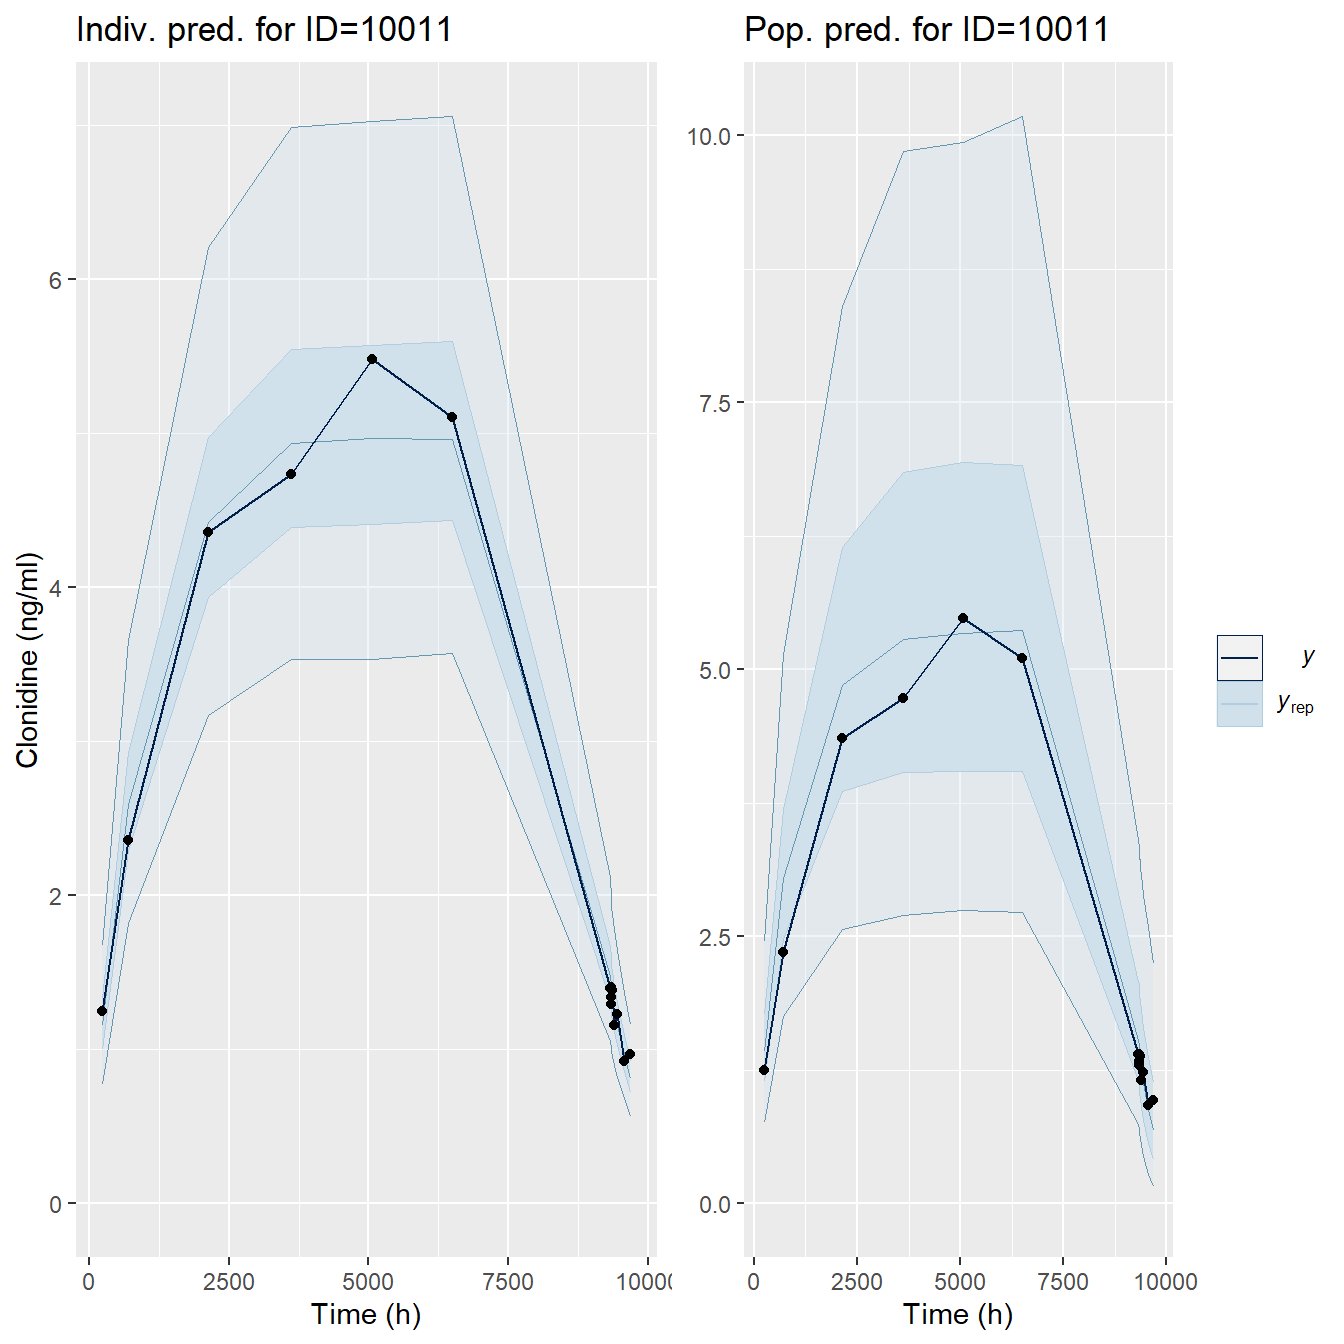 Indiv. pred. for ID=10011
Pop. pred. for ID=10011
Clonidine (ng/ml)
6
4
2
0
10.0
7.5
5.0
2.5
0.0
0 2500 5000 7500 10000
0 2500 5000 7500 10000
Time (h)
Time (h)
y
yrep